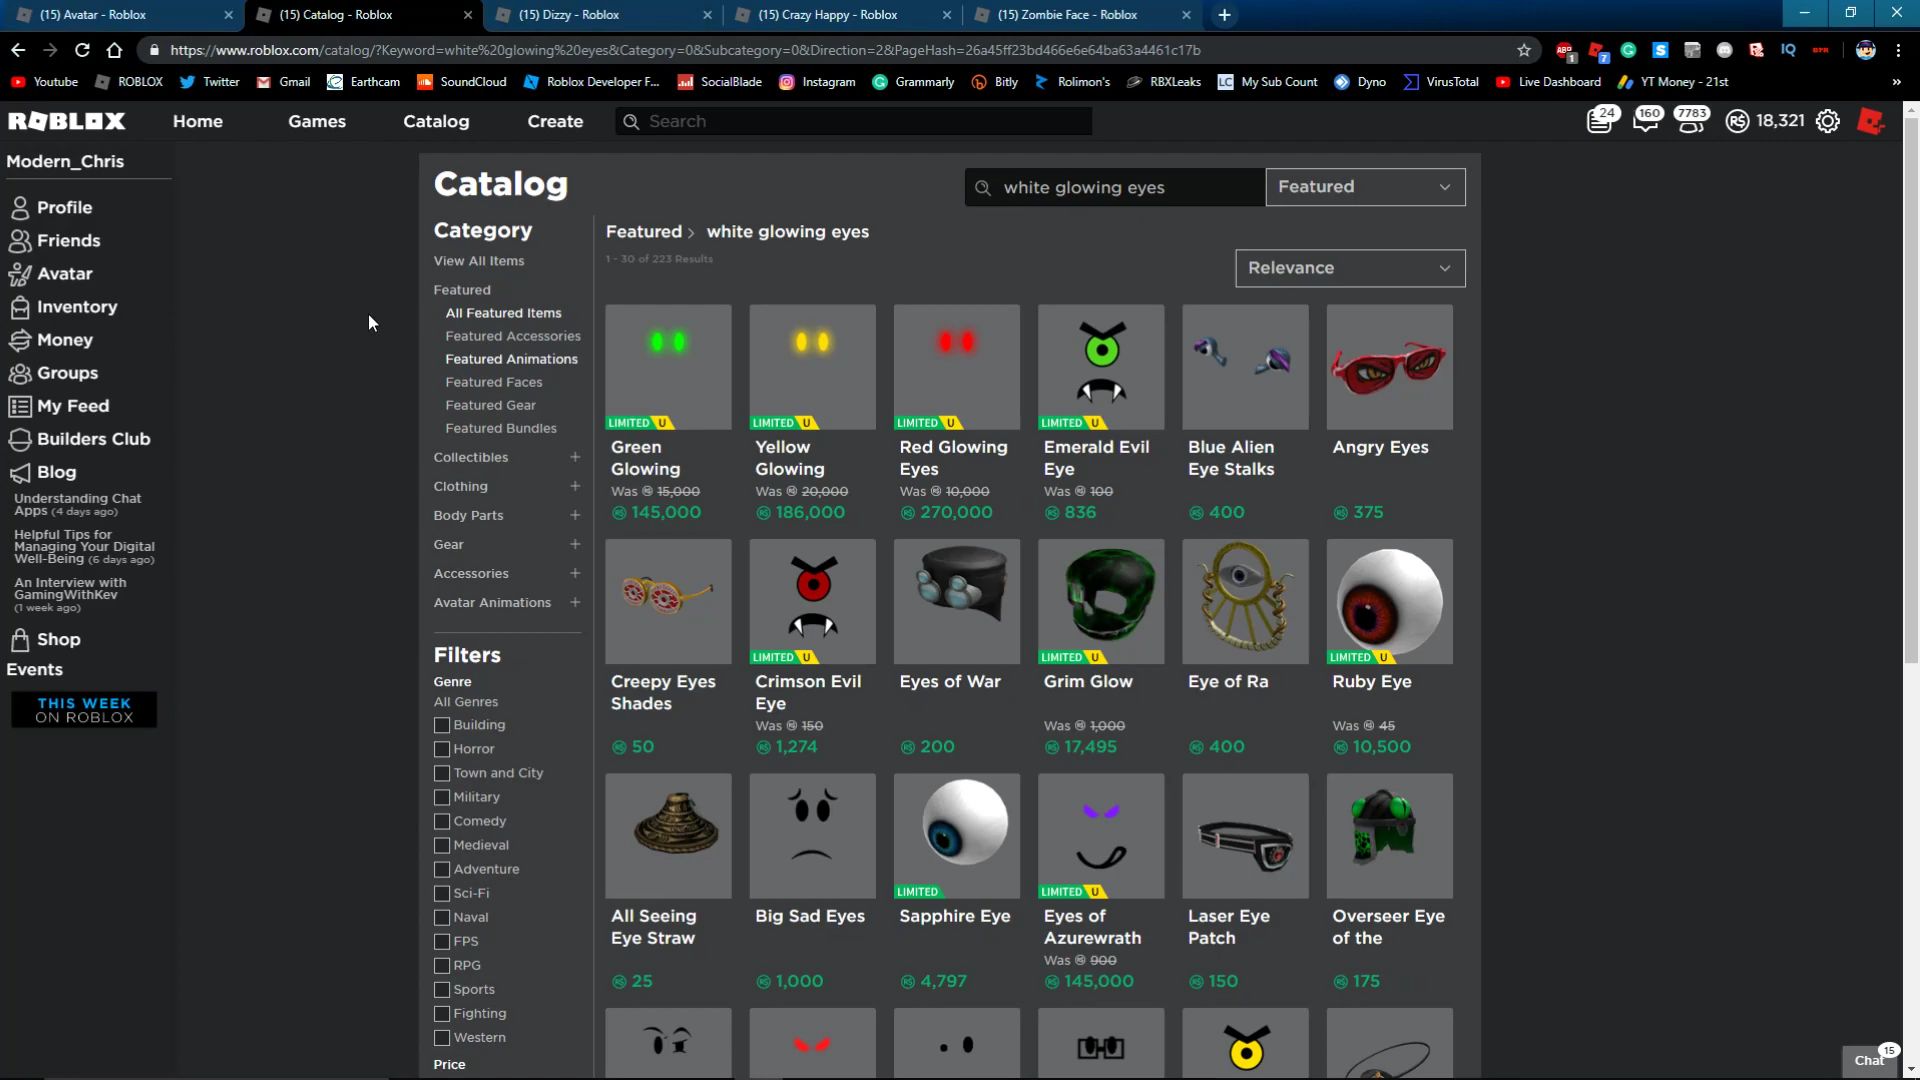 (15) Avatar - Roblox
(15) Catalog - Roblox
(15) Dizzy - Roblox
(15) Crazy Happy - Roblox
(15) Zombie Face - Roblox
https://www.roblox.com/catalog/?Keyword=white%20glowing%20eyes&Category=0&Subcategory=0&Direction=2&PageHash=26a45ff23bd466e6e64ba63a4461c17b
ABP 1 7 IQ
Youtube ROBLOX Twitter Gmail Earthcam SoundCloud Roblox Developer F... SocialBlade Instagram Grammarly Bitly Rolimon's RBXLeaks LC My Sub Count Dyno VirusTotal Live Dashboard YT Money - 21st »
ROBLOX Home Games Catalog Create Search 24 160 7783 R$ 18,321
Modern_Chris
Profile
Friends
Avatar
Inventory
Money
Groups
My Feed
Builders Club
Blog
Understanding Chat
Apps (4 days ago)
Helpful Tips for
Managing Your Digital
Well-Being (6 days ago)
An Interview with
GamingWithKev
(1 week ago)
Shop
Events
THIS WEEK
ON ROBLOX
Catalog
white glowing eyes Featured
Category
View All Items
Featured
All Featured Items
Featured Accessories
Featured Animations
Featured Faces
Featured Gear
Featured Bundles
Collectibles +
Clothing +
Body Parts +
Gear +
Accessories +
Avatar Animations +
Filters
Genre
All Genres
Building
Horror
Town and City
Military
Comedy
Medieval
Adventure
Sci-Fi
Naval
FPS
RPG
Sports
Fighting
Western
Price
Featured > white glowing eyes
1 - 30 of 223 Results
Relevance
LIMITED U
Green
Glowing
Was R$ 15,000
R$ 145,000
LIMITED U
Yellow
Glowing
Was R$ 20,000
R$ 186,000
LIMITED U
Red Glowing
Eyes
Was R$ 10,000
R$ 270,000
LIMITED U
Emerald Evil
Eye
Was R$ 100
R$ 836
Blue Alien
Eye Stalks
R$ 400
Angry Eyes
R$ 375
Creepy Eyes
Shades
R$ 50
LIMITED U
Crimson Evil
Eye
Was R$ 150
R$ 1,274
Eyes of War
R$ 200
LIMITED U
Grim Glow
Was R$ 1,000
R$ 17,495
Eye of Ra
R$ 400
LIMITED U
Ruby Eye
Was R$ 45
R$ 10,500
All Seeing
Eye Straw
R$ 25
Big Sad Eyes
R$ 1,000
LIMITED
Sapphire Eye
R$ 4,797
LIMITED U
Eyes of
Azurewrath
Was R$ 900
R$ 145,000
Laser Eye
Patch
R$ 150
Overseer Eye
of the
R$ 175
Chat 15